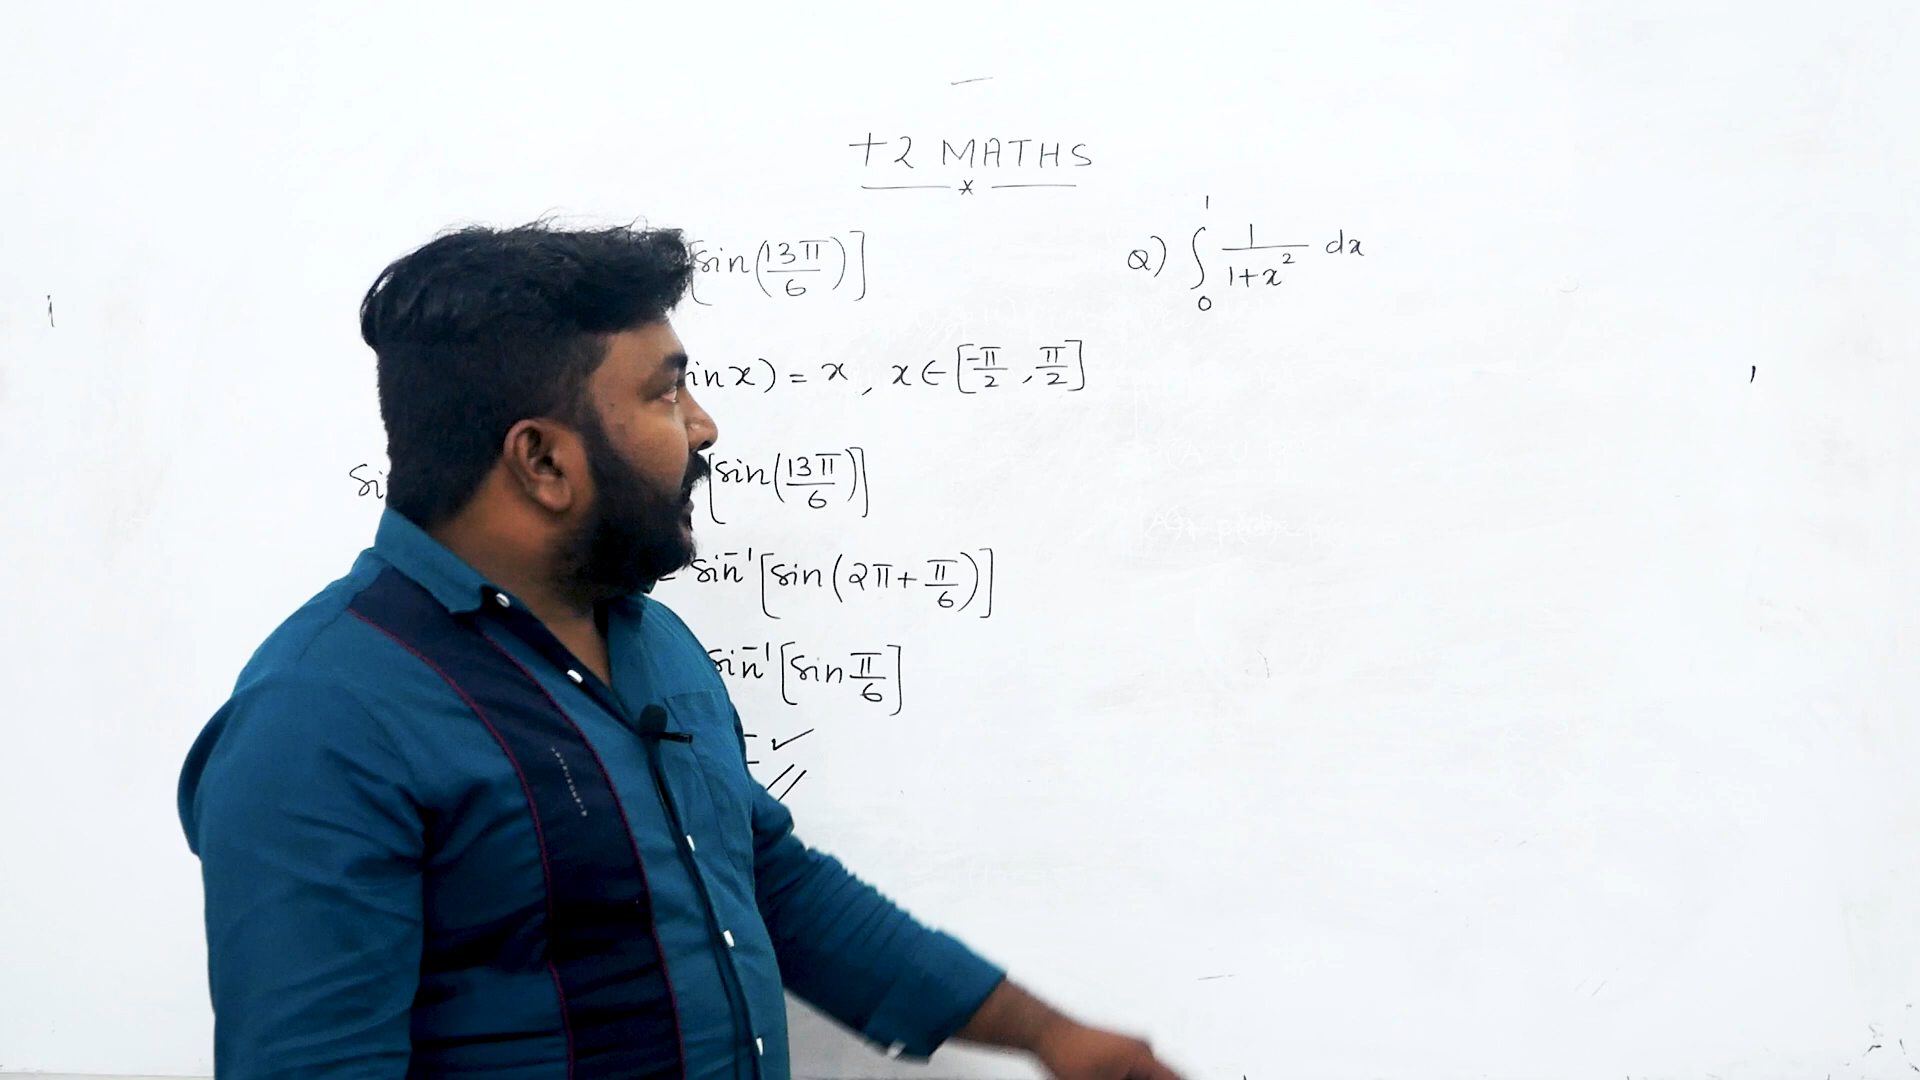 +2 MATHS
[sin(13π/6)]
inx) = x , x ∈ [-π/2 , π/2]
Si [sin(13π/6)]
= sin⁻¹[sin(2π + π/6)]
sin⁻¹[sin π/6]
= ✓
Q) ∫₀¹ 1/(1+x²) dx